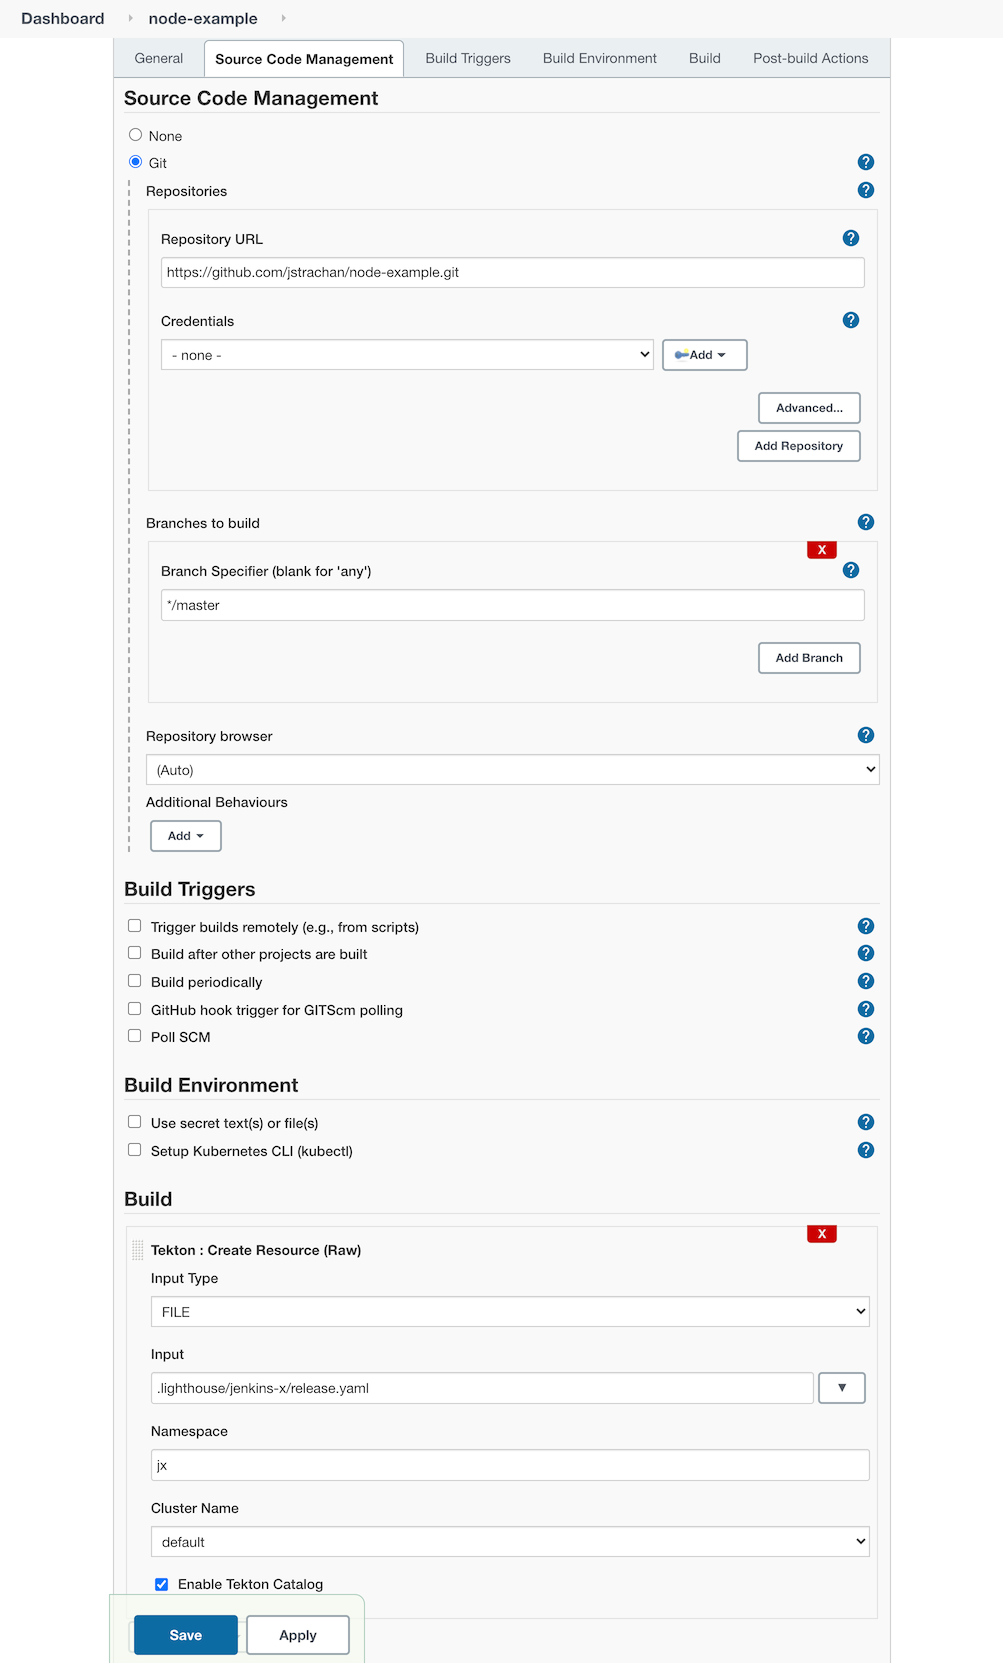 Dashboard node-example
General Source Code Management Build Triggers Build Environment Build Post-build Actions
Source Code Management
None
Git ?
Repositories ?
Repository URL ?
https://github.com/jstrachan/node-example.git
Credentials ?
- none - Add
Advanced...
Add Repository
Branches to build ?
X
Branch Specifier (blank for 'any') ?
*/master
Add Branch
Repository browser ?
(Auto)
Additional Behaviours
Add
Build Triggers
Trigger builds remotely (e.g., from scripts) ?
Build after other projects are built ?
Build periodically ?
GitHub hook trigger for GITScm polling ?
Poll SCM ?
Build Environment
Use secret text(s) or file(s) ?
Setup Kubernetes CLI (kubectl) ?
Build
X
Tekton : Create Resource (Raw)
Input Type
FILE
Input
.lighthouse/jenkins-x/release.yaml
Namespace
jx
Cluster Name
default
Enable Tekton Catalog
Save Apply